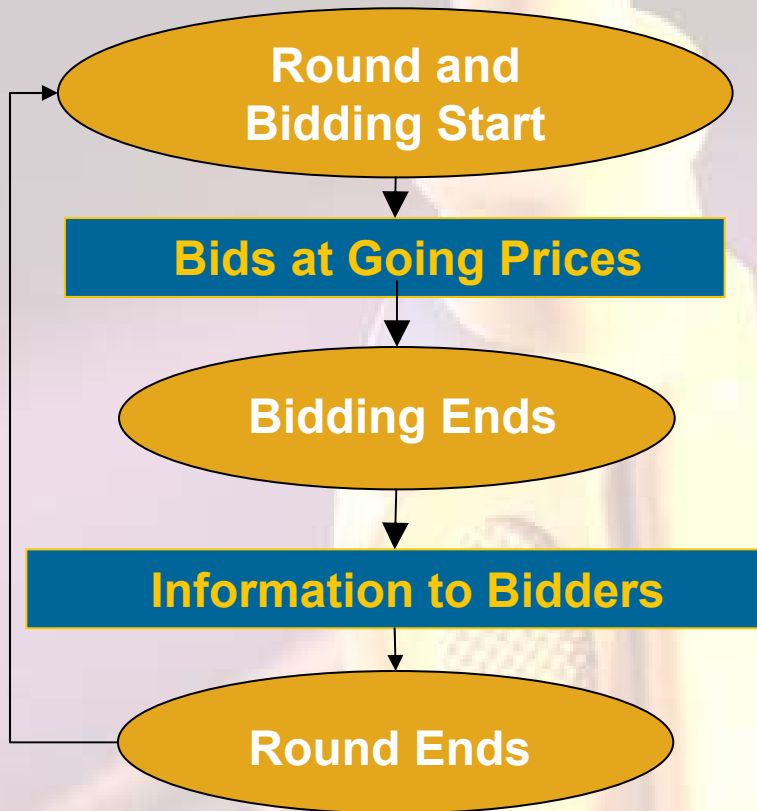 Round and
Bidding Start
Bids at Going Prices
Bidding Ends
Information to Bidders
Round Ends